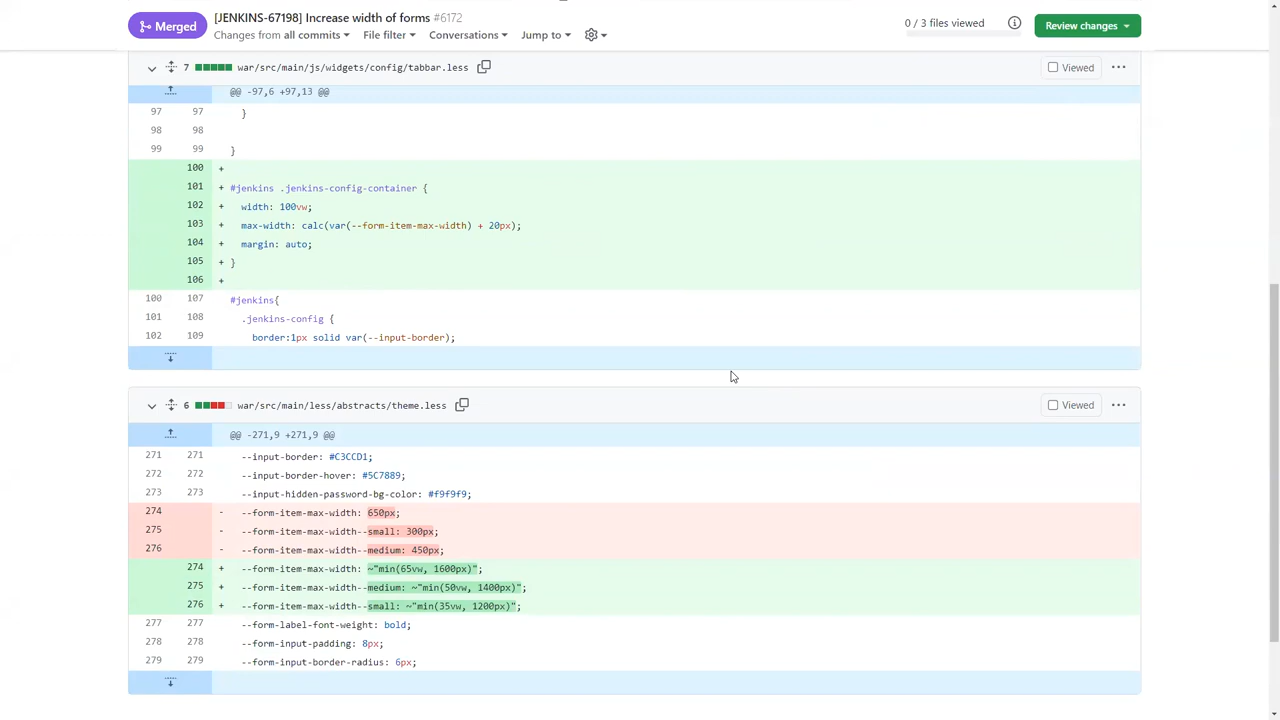 Merged
[JENKINS-67198] Increase width of forms #6172
Changes from all commits File filter Conversations Jump to
0 / 3 files viewed
Review changes
7 war/src/main/js/widgets/config/tabbar.less
Viewed
@@ -97,6 +97,13 @@
97 97 }
98 98
99 99 }
100 +
101 + #jenkins .jenkins-config-container {
102 + width: 100vw;
103 + max-width: calc(var(--form-item-max-width) + 20px);
104 + margin: auto;
105 + }
106 +
100 107 #jenkins{
101 108 .jenkins-config {
102 109 border:1px solid var(--input-border);
6 war/src/main/less/abstracts/theme.less
Viewed
@@ -271,9 +271,9 @@
271 271 --input-border: #C3CCD1;
272 272 --input-border-hover: #5C7889;
273 273 --input-hidden-password-bg-color: #f9f9f9;
274 - --form-item-max-width: 650px;
275 - --form-item-max-width--small: 300px;
276 - --form-item-max-width--medium: 450px;
274 + --form-item-max-width: ~"min(65vw, 1600px)";
275 + --form-item-max-width--medium: ~"min(50vw, 1400px)";
276 + --form-item-max-width--small: ~"min(35vw, 1200px)";
277 277 --form-label-font-weight: bold;
278 278 --form-input-padding: 8px;
279 279 --form-input-border-radius: 6px;